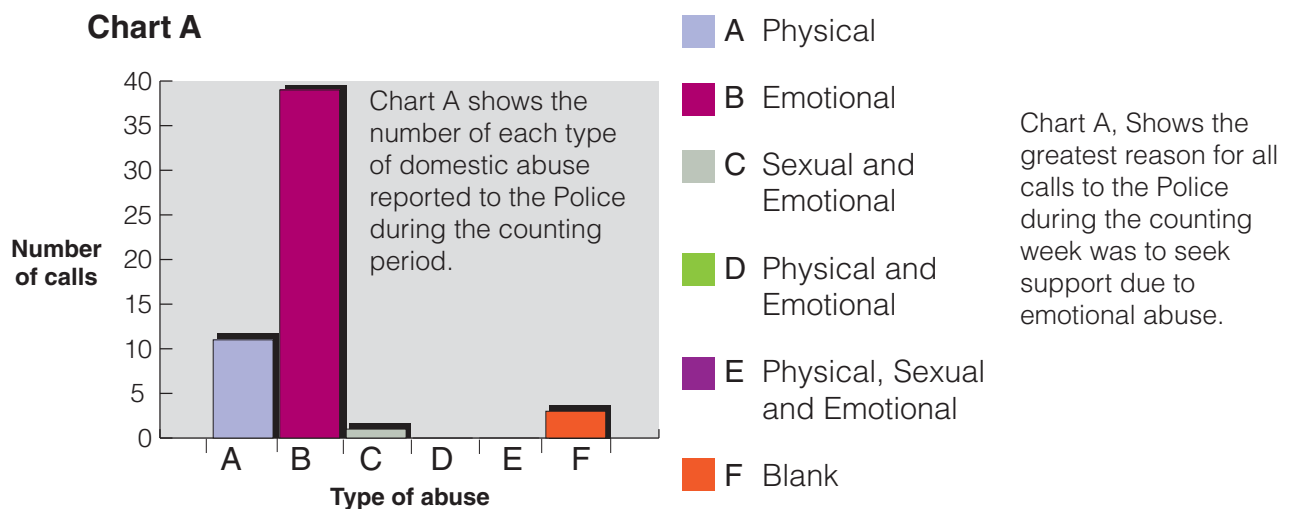 Chart A
40
35
30
25
20
15
10
5
0
Number
of calls
Chart A shows the
number of each type
of domestic abuse
reported to the Police
during the counting
period.
A B C D E F
Type of abuse
A Physical
B Emotional
C Sexual and
Emotional
D Physical and
Emotional
E Physical, Sexual
and Emotional
F Blank
Chart A, Shows the
greatest reason for all
calls to the Police
during the counting
week was to seek
support due to
emotional abuse.